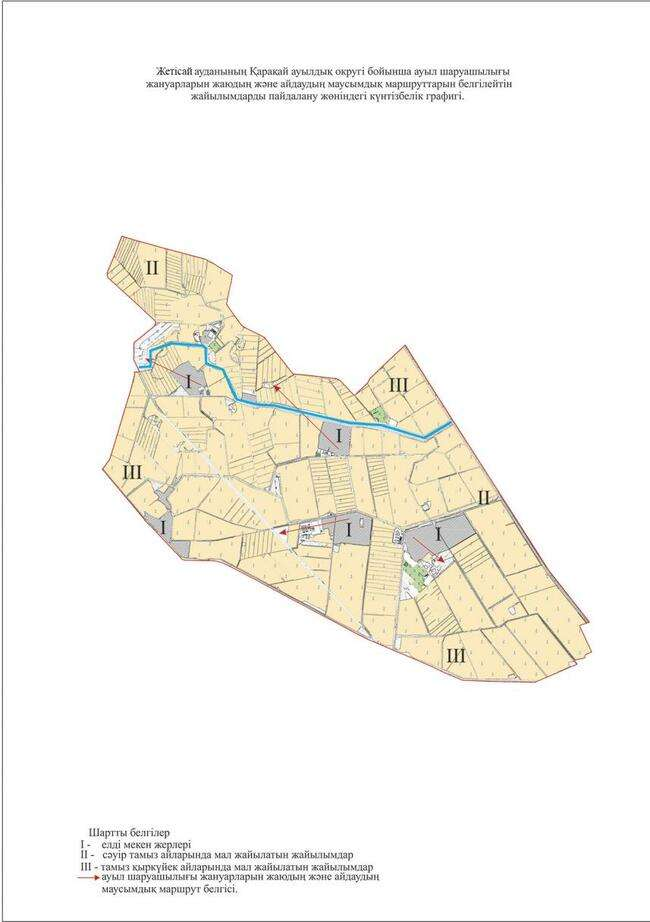 Жетісай ауданының Қарақай ауылдық округі бойынша ауыл шаруашылығы
жануарларын жаюдың және айдаудың маусымдық маршруттарын белгілейтін
жайылымдарды пайдалану жөніндегі күнтізбелік графигі.
II
III
I
I
III
II
I
I
I
III
Шартты белгілер
I - елді мекен жерлері
II - сәуір тамыз айларында мал жайылатын жайылымдар
III - тамыз қыркүйек айларында мал жайылатын жайылымдар
ауыл шаруашылығы жануарларын жаюдың және айдаудың
маусымдық маршрут белгісі.